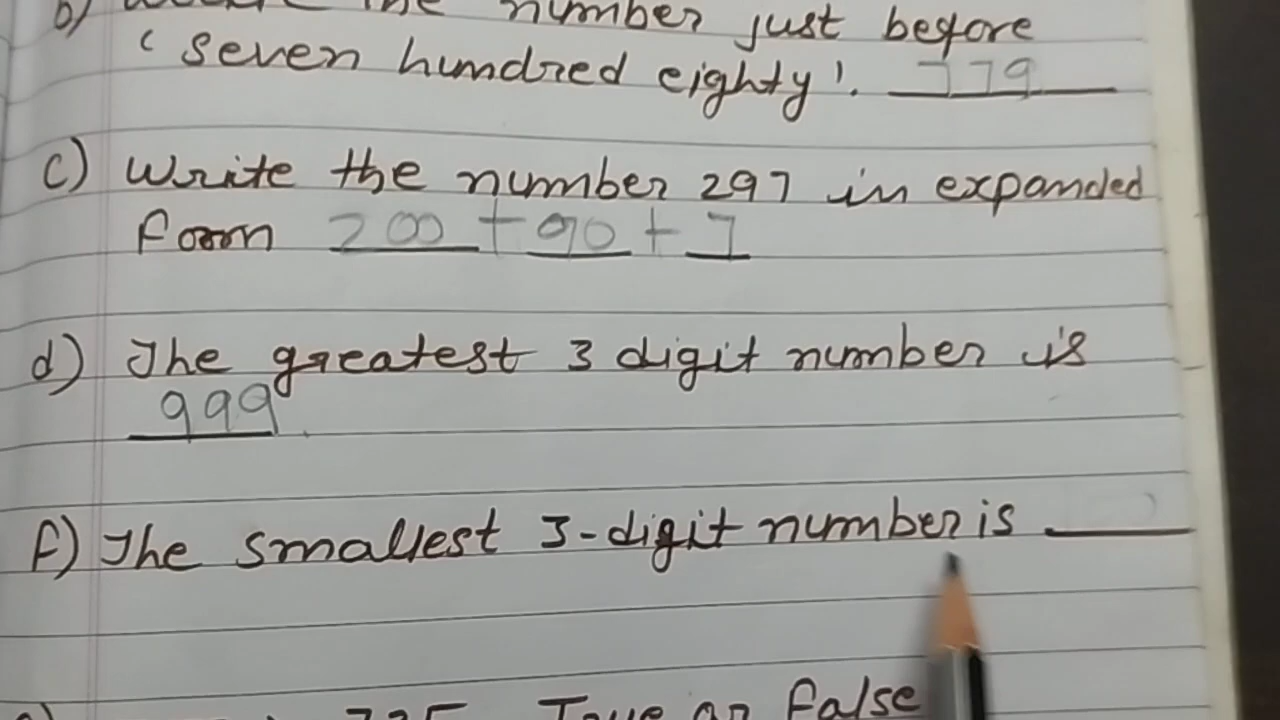 b) the number just before
' seven hundred eighty'. 779
c) Write the number 297 in expanded
form 200 + 90 + 7
d) The greatest 3 digit number is
999
f) The smallest 3-digit number is
True or false